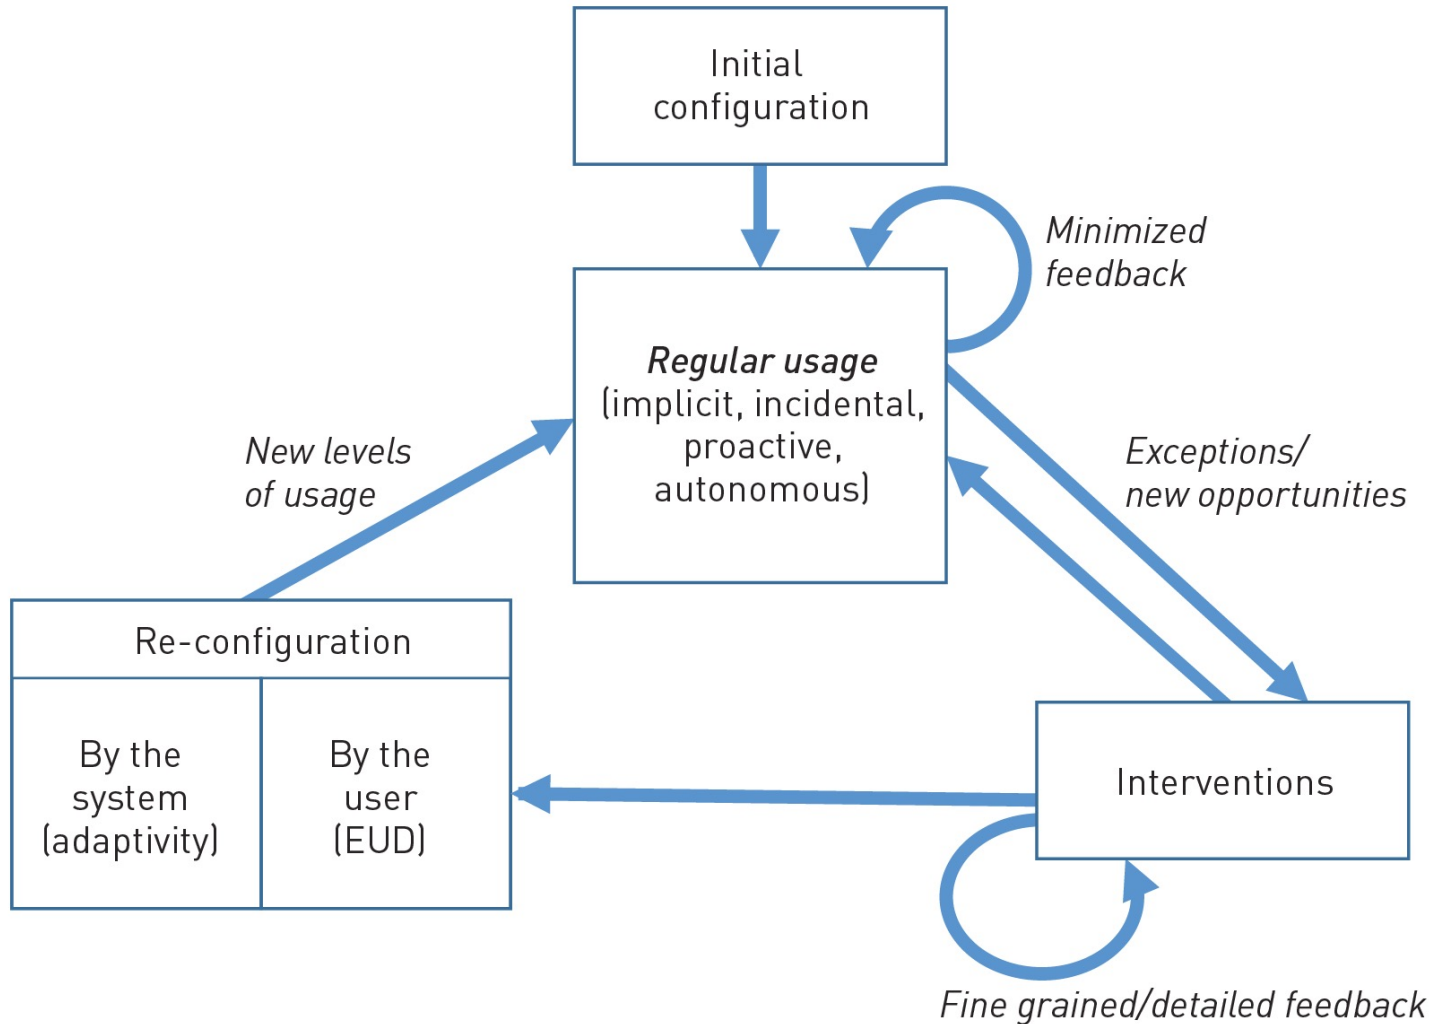 Initial
configuration
Minimized
feedback
Regular usage
(implicit, incidental,
proactive,
autonomous)
New levels
of usage
Exceptions/
new opportunities
Re-configuration
By the
system
(adaptivity)
By the
user
(EUD)
Interventions
Fine grained/detailed feedback